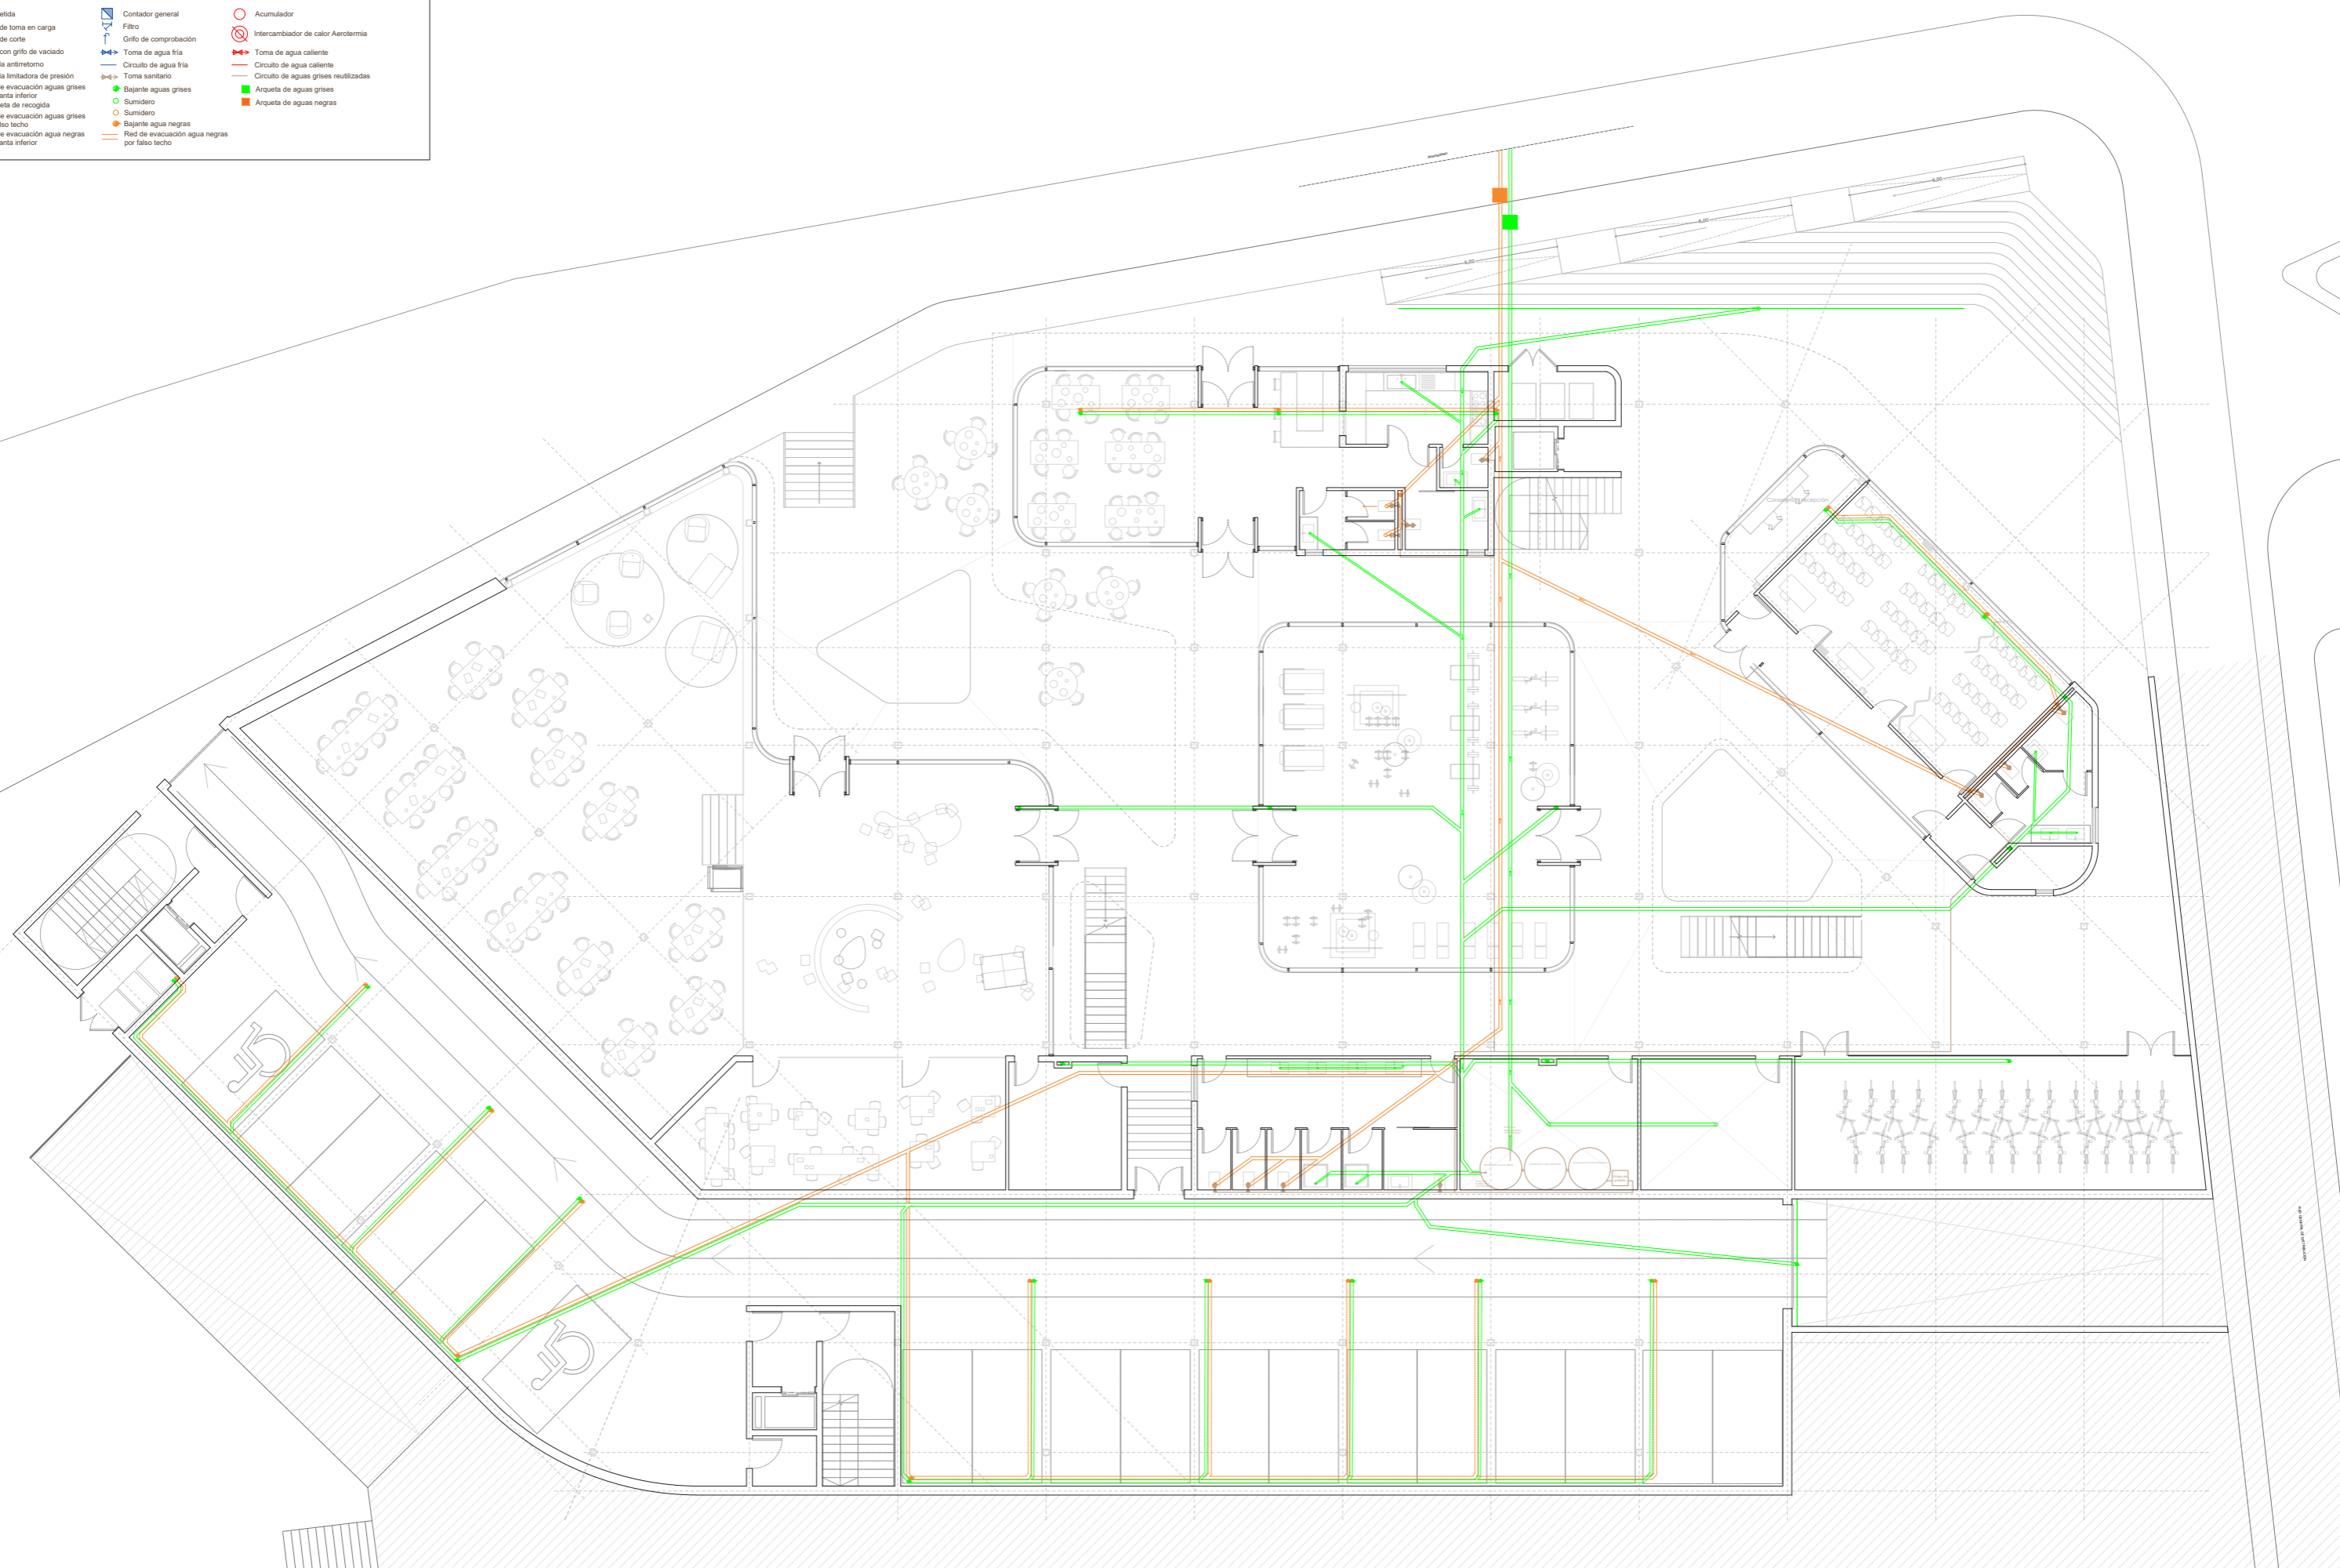 etida
de toma en carga
de corte
con grifo de vaciado
la antirretorno
la limitadora de presión
de evacuación aguas grises
anta inferior
eta de recogida
de evacuación aguas grises
lso techo
e evacuación agua negras
anta inferior
Contador general
Filtro
Grifo de comprobación
Toma de agua fría
Circuito de agua fría
Toma sanitario
Bajante aguas grises
Sumidero
Sumidero
Bajante agua negras
Red de evacuación agua negras
por falso techo
Acumulador
Intercambiador de calor Aerotermia
Toma de agua caliente
Circuito de agua caliente
Circuito de aguas grises reutilizadas
Arqueta de aguas grises
Arqueta de aguas negras